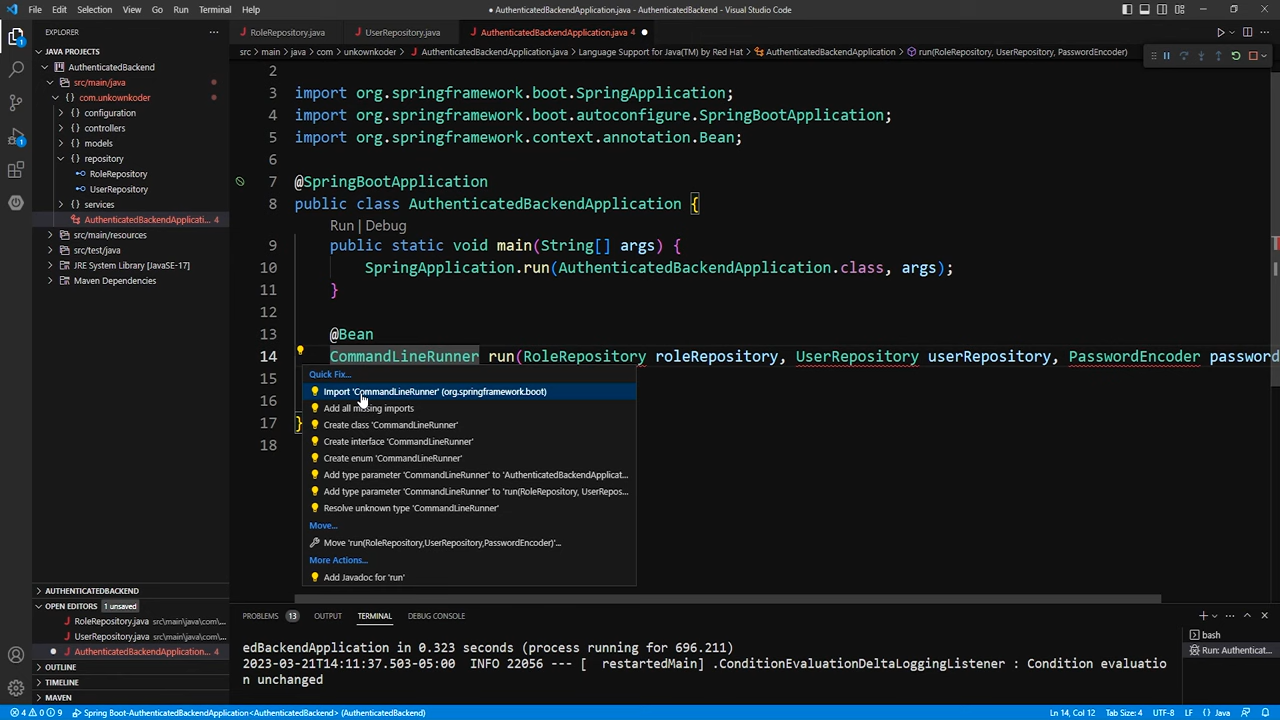 File Edit Selection View Go Run Terminal Help
AuthenticatedBackendApplication.java - AuthenticatedBackend - Visual Studio Code
EXPLORER
RoleRepository.java
UserRepository.java
AuthenticatedBackendApplication.java 4
src > main > java > com > unkownkoder > AuthenticatedBackendApplication.java > Language Support for Java(TM) by Red Hat > AuthenticatedBackendApplication > run(RoleRepository, UserRepository, PasswordEncoder)
JAVA PROJECTS
AuthenticatedBackend
src/main/java
com.unkownkoder
{} configuration
{} controllers
{} models
{} repository
RoleRepository
UserRepository
{} services
AuthenticatedBackendApplicati... 4
src/main/resources
src/test/java
JRE System Library [JavaSE-17]
Maven Dependencies
2
3 import org.springframework.boot.SpringApplication;
4 import org.springframework.boot.autoconfigure.SpringBootApplication;
5 import org.springframework.context.annotation.Bean;
6
7 @SpringBootApplication
8 public class AuthenticatedBackendApplication {
Run | Debug
9 public static void main(String[] args) {
10 SpringApplication.run(AuthenticatedBackendApplication.class, args);
11 }
12
13 @Bean
14 CommandLineRunner run(RoleRepository roleRepository, UserRepository userRepository, PasswordEncoder password
15
16
17 }
18
Quick Fix...
Import 'CommandLineRunner' (org.springframework.boot)
Add all missing imports
Create class 'CommandLineRunner'
Create interface 'CommandLineRunner'
Create enum 'CommandLineRunner'
Add type parameter 'CommandLineRunner' to 'AuthenticatedBackendApplicat...
Add type parameter 'CommandLineRunner' to 'run(RoleRepository, UserRepos...
Resolve unknown type 'CommandLineRunner'
Move...
Move 'run(RoleRepository,UserRepository,PasswordEncoder)'...
More Actions...
Add Javadoc for 'run'
AUTHENTICATEDBACKEND
OPEN EDITORS 1 unsaved
RoleRepository.java src\main\java\com\...
UserRepository.java src\main\java\com\...
AuthenticatedBackendApplication... 4
OUTLINE
TIMELINE
MAVEN
PROBLEMS 13 OUTPUT TERMINAL DEBUG CONSOLE
edBackendApplication in 0.323 seconds (process running for 696.211)
2023-03-21T14:11:37.503-05:00 INFO 22056 --- [ restartedMain] .ConditionEvaluationDeltaLoggingListener : Condition evaluatio
n unchanged
bash
Run: Authenticat...
4 0 9 Spring Boot-AuthenticatedBackendApplication<AuthenticatedBackend> (AuthenticatedBackend)
Ln 14, Col 12 Tab Size: 4 UTF-8 LF {} Java